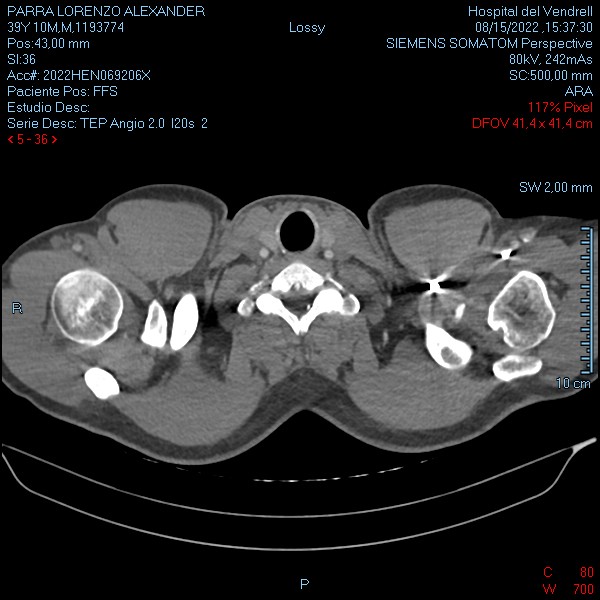 PARRA LORENZO ALEXANDER
39Y 10M,M,1193774
Pos:43,00 mm
SI:36
Acc#: 2022HEN069206X
Paciente Pos: FFS
Estudio Desc:
Serie Desc: TEP Angio 2.0 I20s 2
< 5 - 36 >
Lossy
Hospital del Vendrell
08/15/2022 ,15:37:30
SIEMENS SOMATOM Perspective
80kV, 242mAs
SC:500,00 mm
ARA
117% Pixel
DFOV 41,4 x 41,4 cm
SW 2,00 mm
R
10 cm
P
C 80
W 700